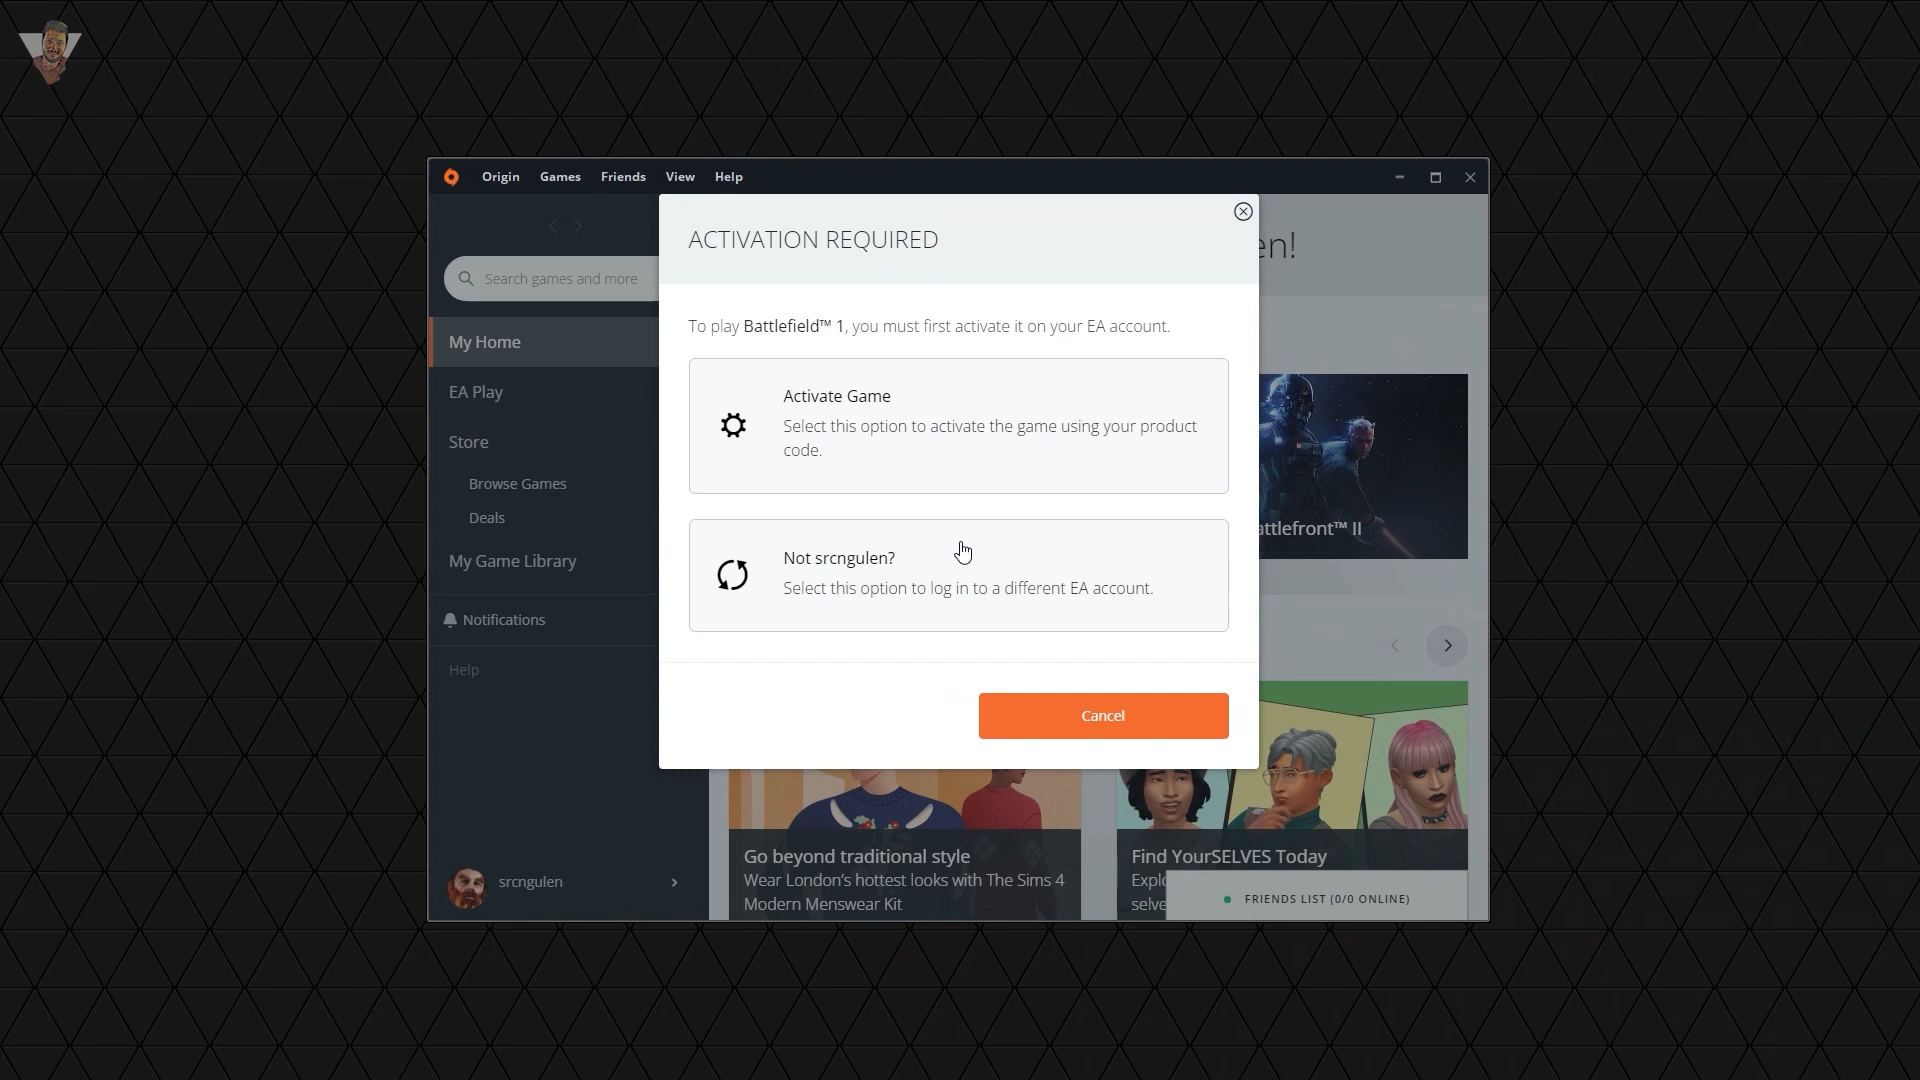 Origin Games Friends View Help
en!
Search games and more
My Home
EA Play
Store
Browse Games
Deals
My Game Library
Notifications
Help
srcngulen
ACTIVATION REQUIRED
To play Battlefield™ 1, you must first activate it on your EA account.
Activate Game
Select this option to activate the game using your product
code.
Not srcngulen?
Select this option to log in to a different EA account.
Cancel
attlefront™ II
Go beyond traditional style
Wear London's hottest looks with The Sims 4
Modern Menswear Kit
Find YourSELVES Today
Explo
selve
FRIENDS LIST (0/0 ONLINE)